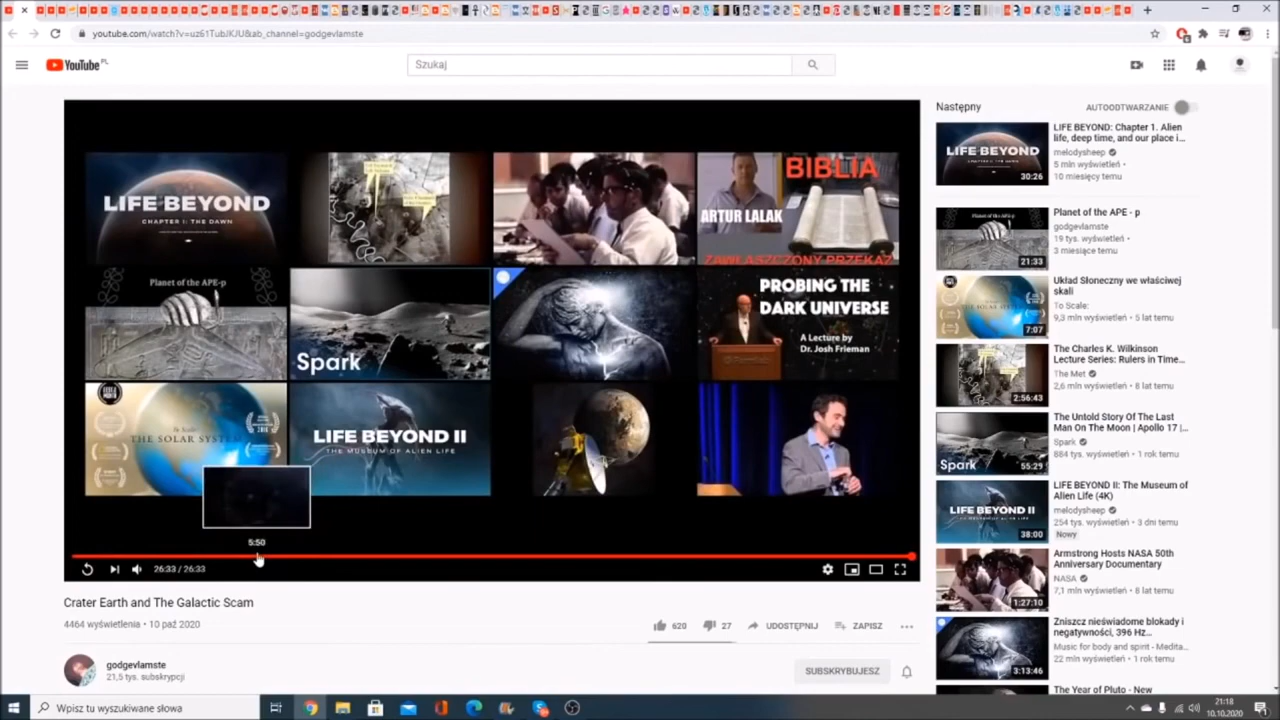 youtube.com/watch?v=uz61TubJKJU&ab_channel=godgevlamste
YouTube PL
Szukaj
LIFE BEYOND
CHAPTER I: THE DAWN
BIBLIA
ARTUR LALAK
ZAWŁASZCZONY PRZEKAZ
Planet of the APE-p
Spark
PROBING THE
DARK UNIVERSE
A Lecture by
Dr. Josh Frieman
THE SOLAR SYSTEM
LIFE BEYOND II
THE MUSEUM OF ALIEN LIFE
5:50
26:33 / 26:33
Crater Earth and The Galactic Scam
4464 wyświetlenia • 10 paź 2020
620
27
UDOSTĘPNIJ
ZAPISZ
godgevlamste
21,5 tys. subskrypcji
SUBSKRYBUJESZ
Następny
AUTOODTWARZANIE
LIFE BEYOND
30:26
LIFE BEYOND: Chapter 1. Alien
life, deep time, and our place i...
melodysheep
5 mln wyświetleń •
10 miesięcy temu
21:33
Planet of the APE - p
godgevlamste
19 tys. wyświetleń •
3 miesiące temu
7:07
Układ Słoneczny we właściwej
skali
To Scale:
9,3 mln wyświetleń • 5 lat temu
2:56:43
The Charles K. Wilkinson
Lecture Series: Rulers in Time...
The Met
2,6 mln wyświetleń • 8 lat temu
Spark
55:29
The Untold Story Of The Last
Man On The Moon | Apollo 17 |...
Spark
884 tys. wyświetleń • 1 rok temu
LIFE BEYOND II
38:00
LIFE BEYOND II: The Museum of
Alien Life (4K)
melodysheep
254 tys. wyświetleń • 3 dni temu
Nowy
1:27:10
Armstrong Hosts NASA 50th
Anniversary Documentary
NASA
7,1 mln wyświetleń • 8 lat temu
3:13:46
Zniszcz nieświadome blokady i
negatywności, 396 Hz...
Music for body and spirit - Medita...
22 mln wyświetleń • 1 rok temu
The Year of Pluto - New
Wpisz tu wyszukiwane słowa
21:18
10.10.2020